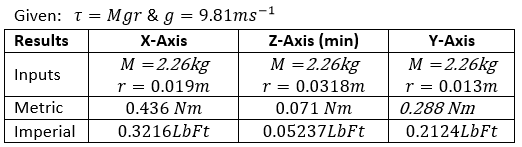 Given: τ = Mgr & g = 9.81ms⁻¹
Results X-Axis Z-Axis (min) Y-Axis
Inputs M = 2.26kg M = 2.26kg M = 2.26kg
r = 0.019m r = 0.0318m r = 0.013m
Metric 0.436 Nm 0.071 Nm 0.288 Nm
Imperial 0.3216LbFt 0.05237LbFt 0.2124LbFt